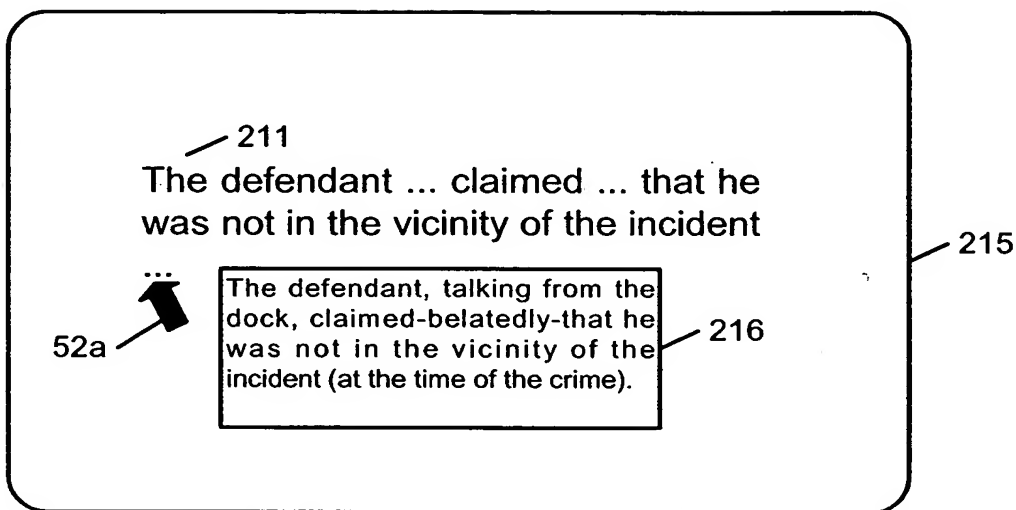 211
The defendant ... claimed ... that he
was not in the vicinity of the incident
...
215
The defendant, talking from the
dock, claimed-belatedly-that he
was not in the vicinity of the
incident (at the time of the crime).
52a
216